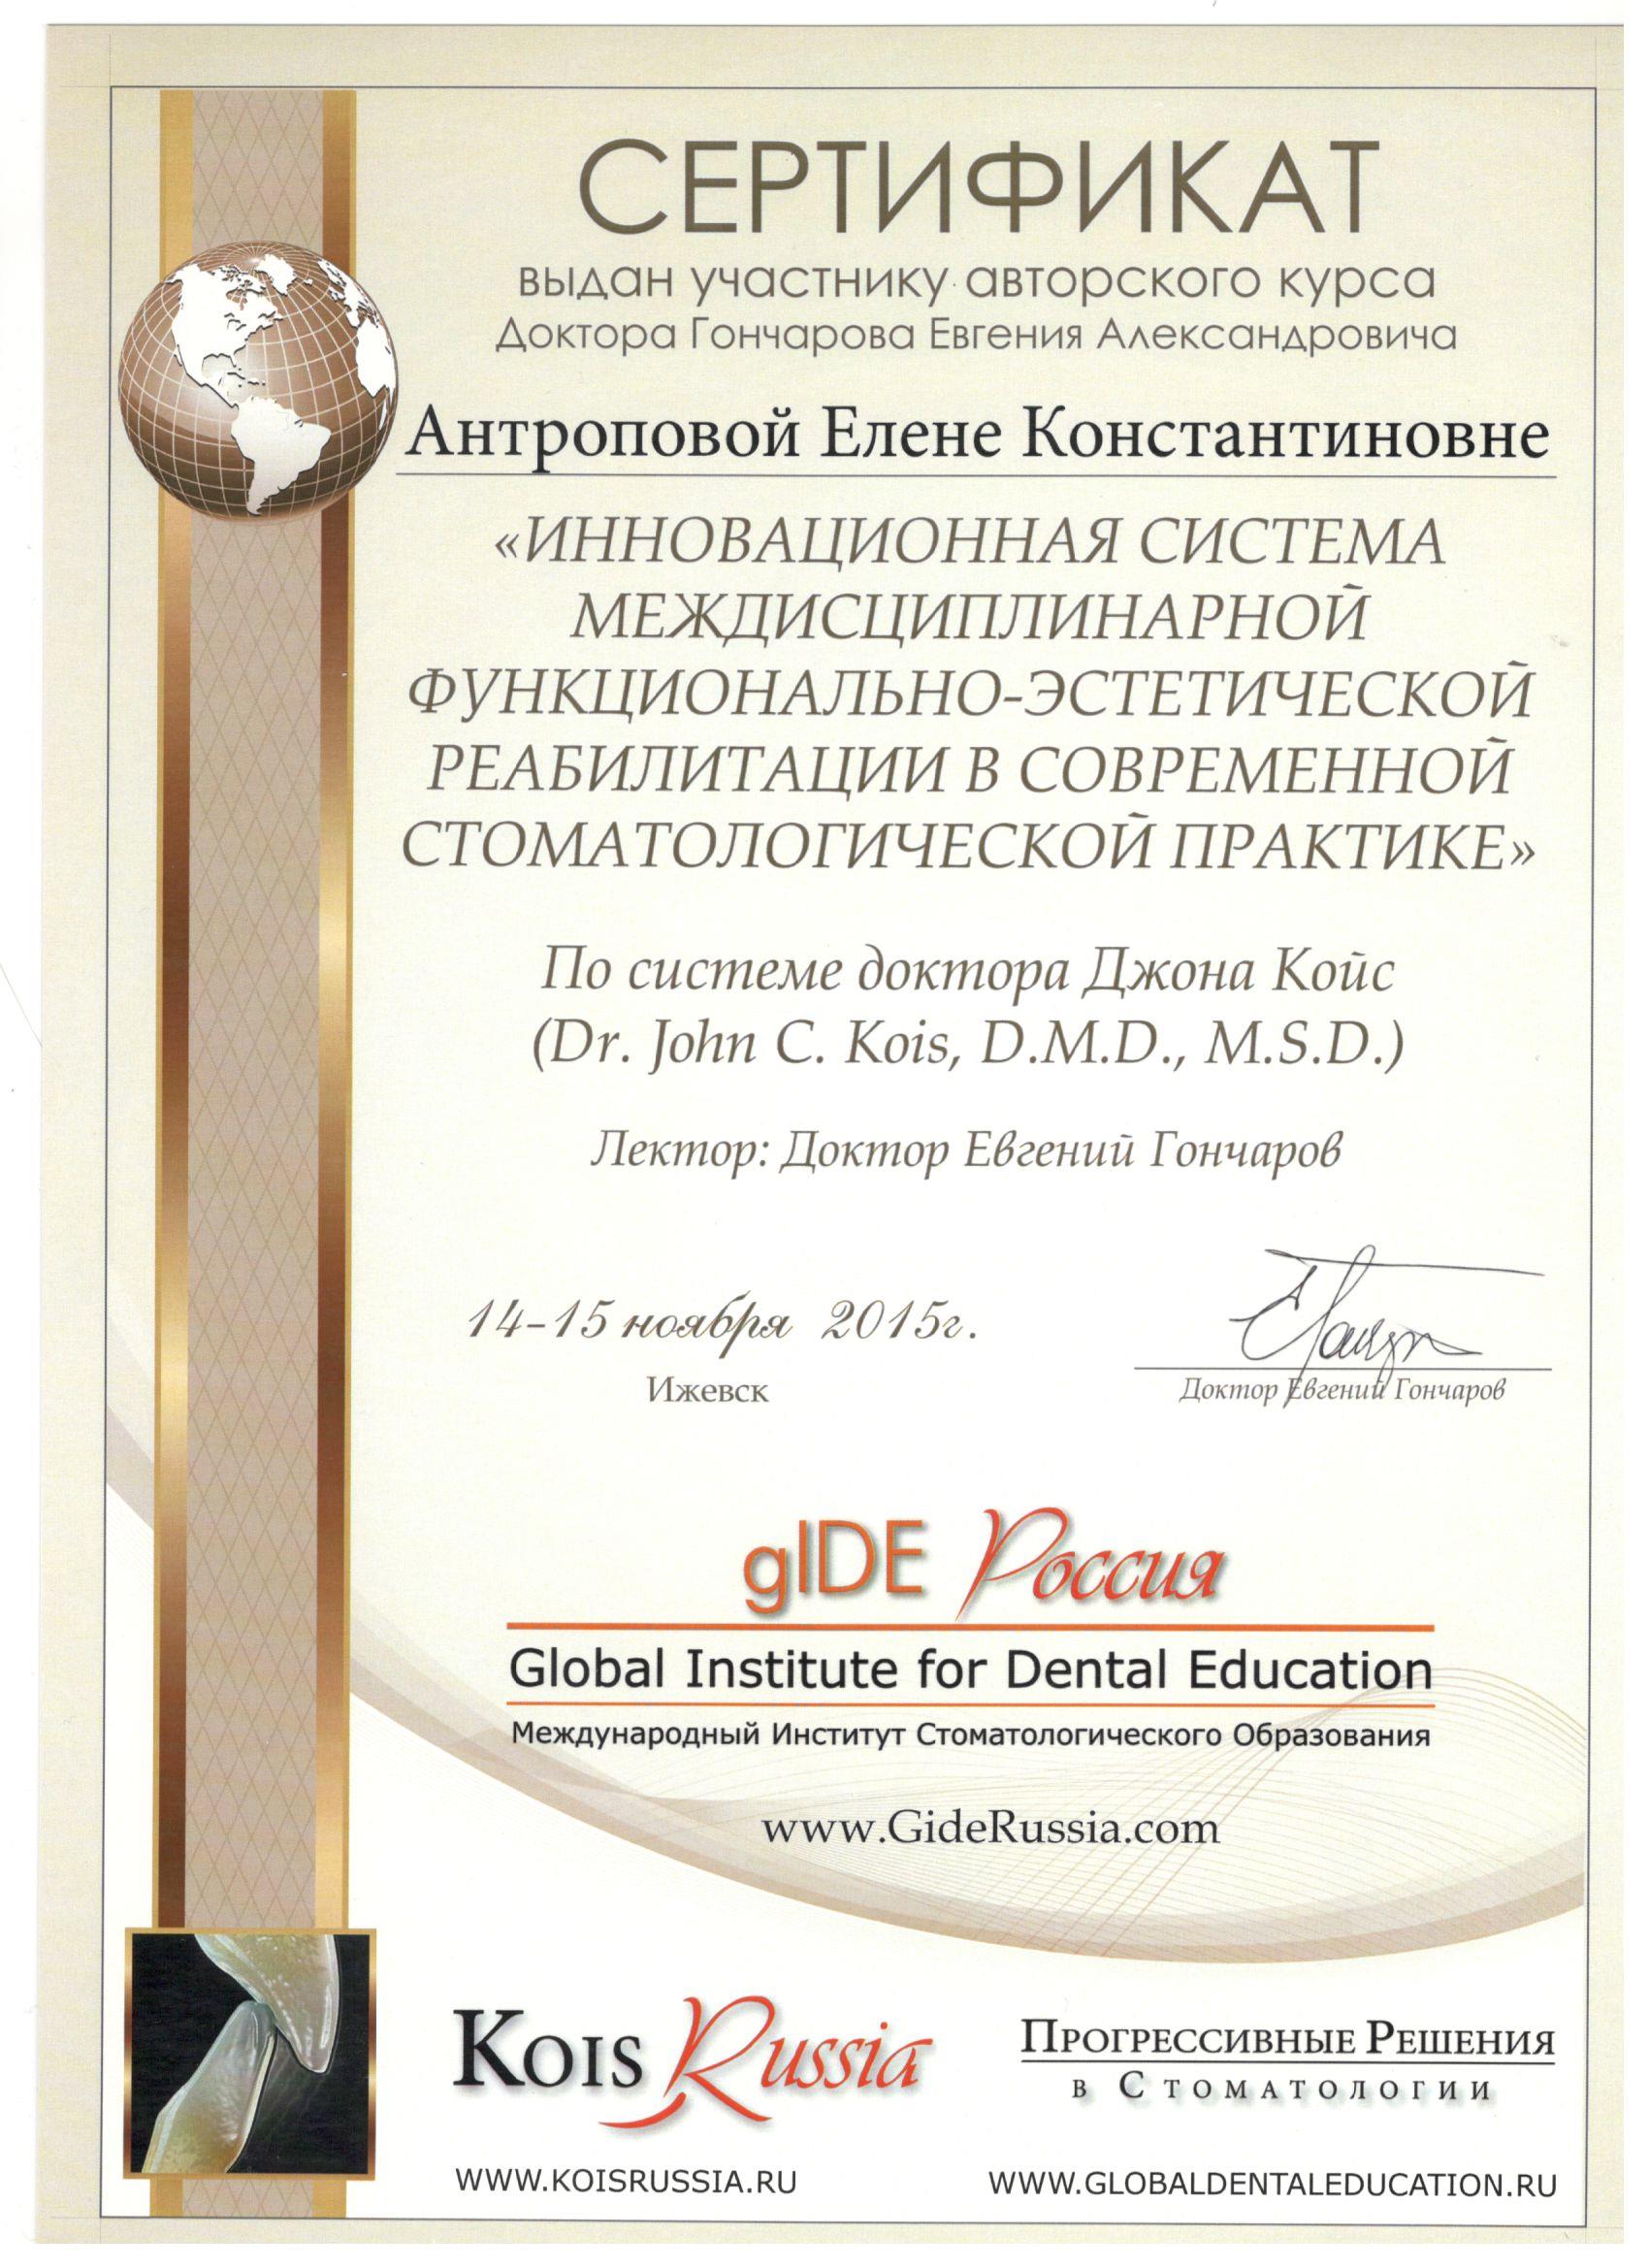 СЕРТИФИКАТ
выдан участнику авторского курса
Доктора Гончарова Евгения Александровича
Антроповой Елене Константиновне
«ИННОВАЦИОННАЯ СИСТЕМА
МЕЖДИСЦИПЛИНАРНОЙ
ФУНКЦИОНАЛЬНО-ЭСТЕТИЧЕСКОЙ
РЕАБИЛИТАЦИИ В СОВРЕМЕННОЙ
СТОМАТОЛОГИЧЕСКОЙ ПРАКТИКЕ»
По системе доктора Джона Койс
(Dr. John C. Kois, D.M.D., M.S.D.)
Лектор: Доктор Евгений Гончаров
14-15 ноября 2015г.
Ижевск
Доктор Евгений Гончаров
gIDE Россия
Global Institute for Dental Education
Международный Институт Стоматологического Образования
www.GideRussia.com
Kois Russia
Прогрессивные Решения
в Стоматологии
WWW.KOISRUSSIA.RU
WWW.GLOBALDENTALEDUCATION.RU